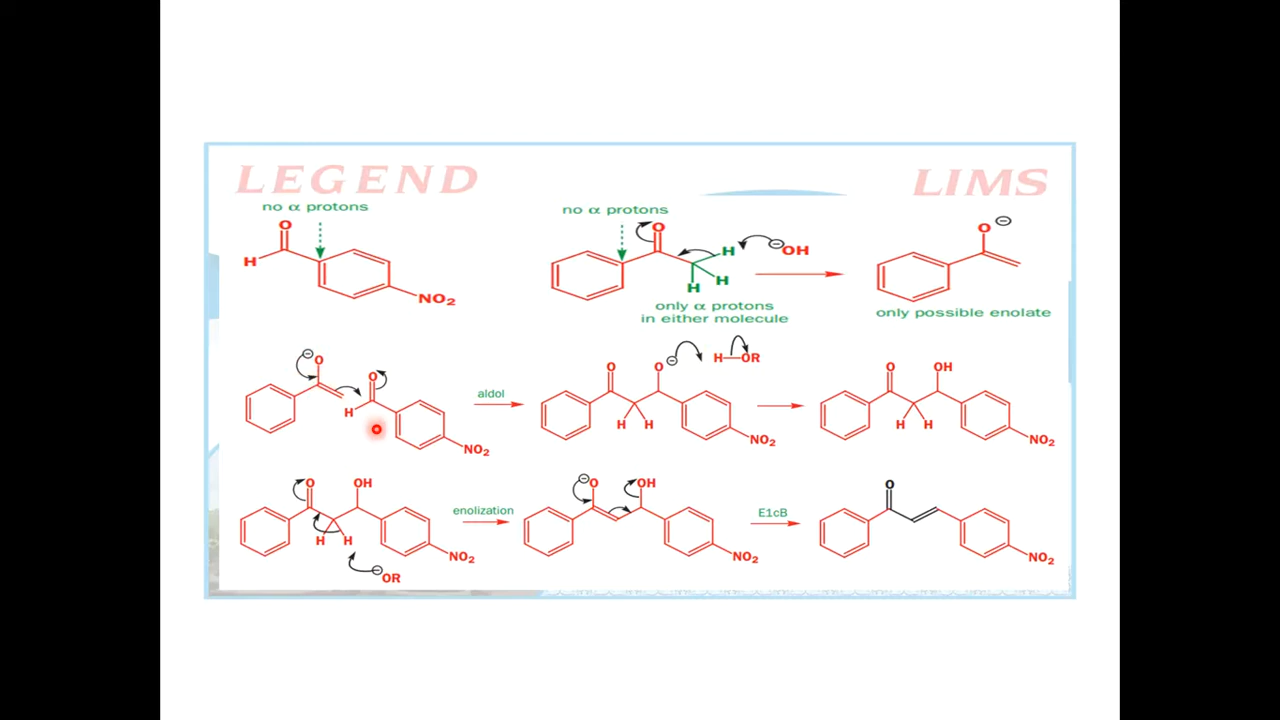 LEGEND
LIMS
no α protons
no α protons
O
H
NO₂
O
H
H
H
⊖OH
only α protons
in either molecule
O ⊖
only possible enolate
⊖
O
O
H
NO₂
aldol
O
O
⊖
H
H
NO₂
H—OR
O
OH
H
H
NO₂
O
OH
H
H
NO₂
⊖
OR
enolization
⊖
O
OH
NO₂
E1cB
O
NO₂